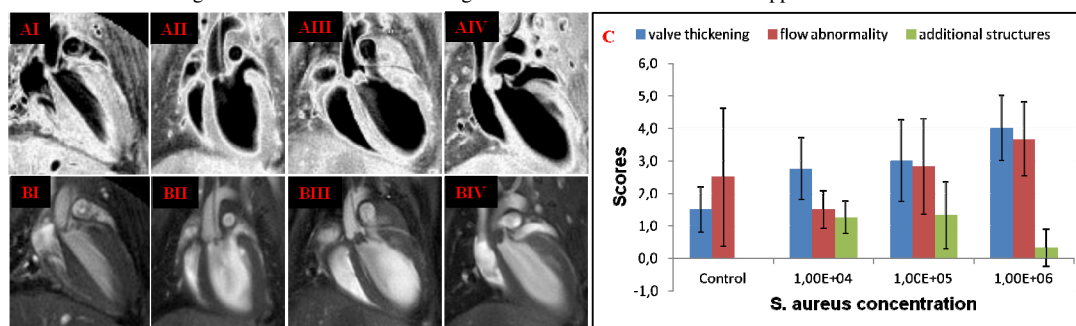 AI
AII
AIII
AIV
BI
BII
BIII
BIV
C
valve thickening
flow abnormality
additional structures
6,0
5,0
4,0
3,0
2,0
1,0
0,0
-1,0
Scores
Control
1,00E+04
1,00E+05
1,00E+06
S. aureus concentration